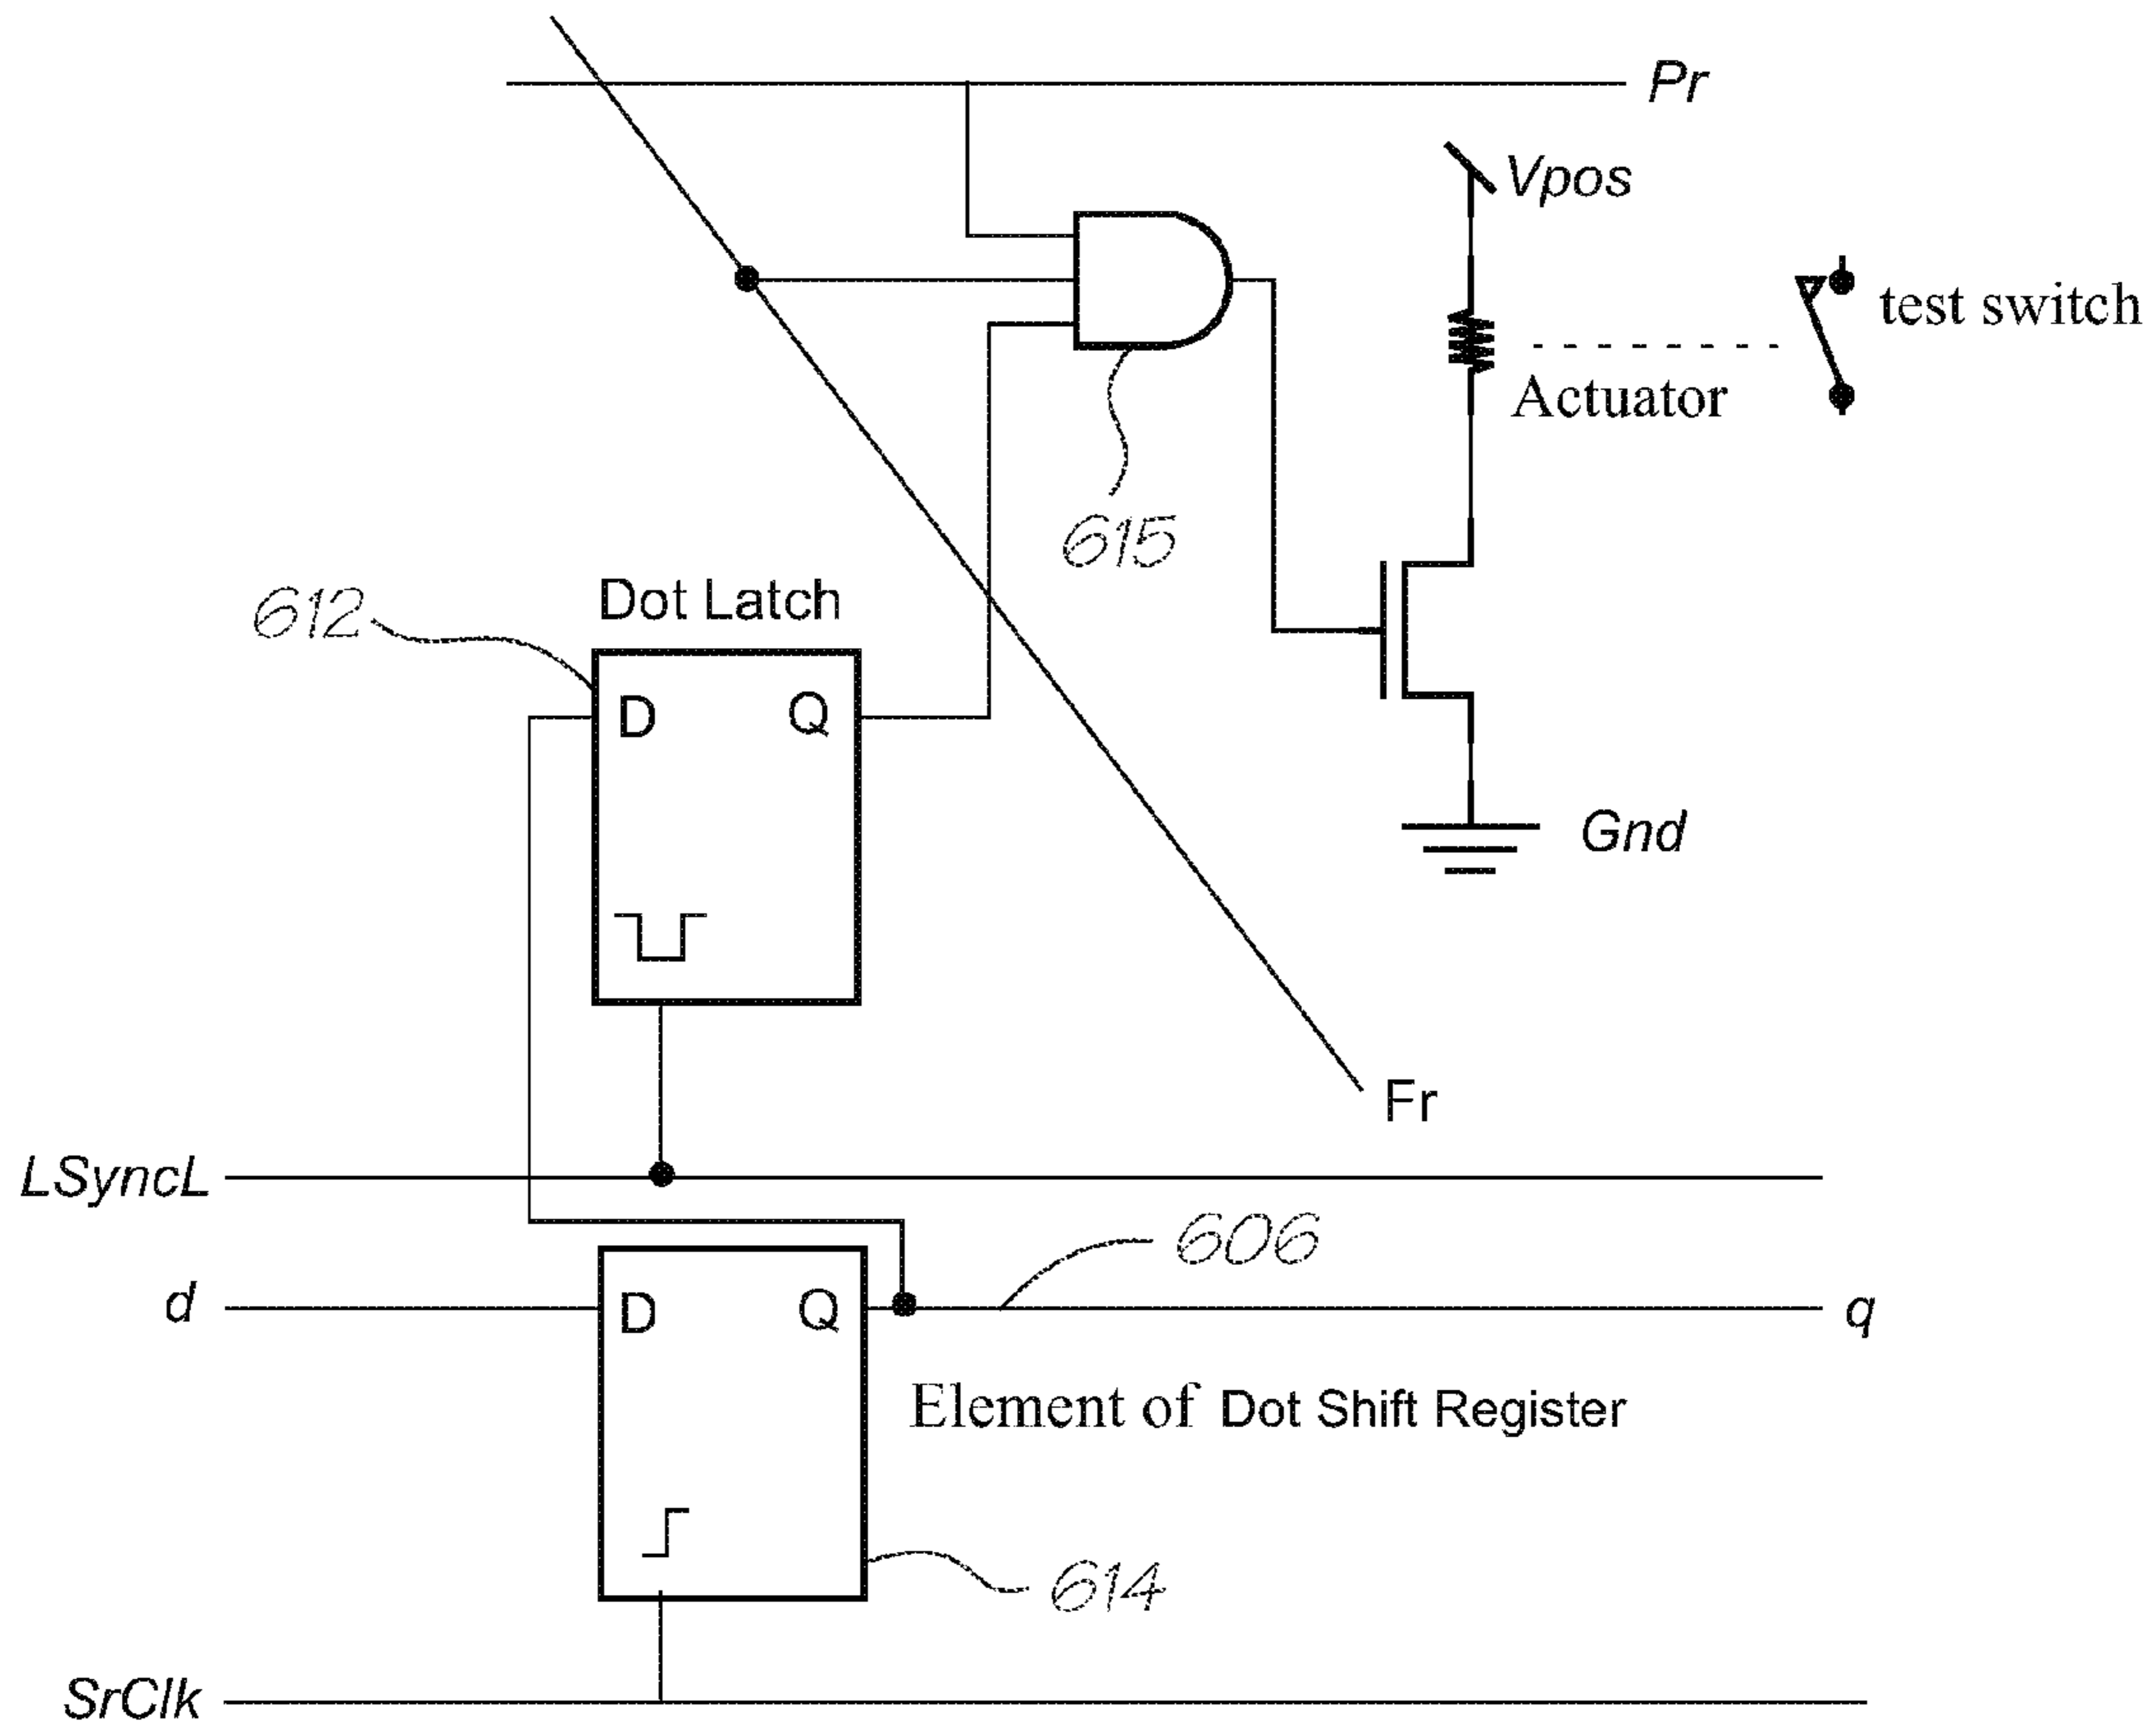 Pr
Vpos
test switch
Actuator
615
612
Dot Latch
D Q
Gnd
Fr
LSyncL
606
d
D Q
q
Element of Dot Shift Register
614
SrClk